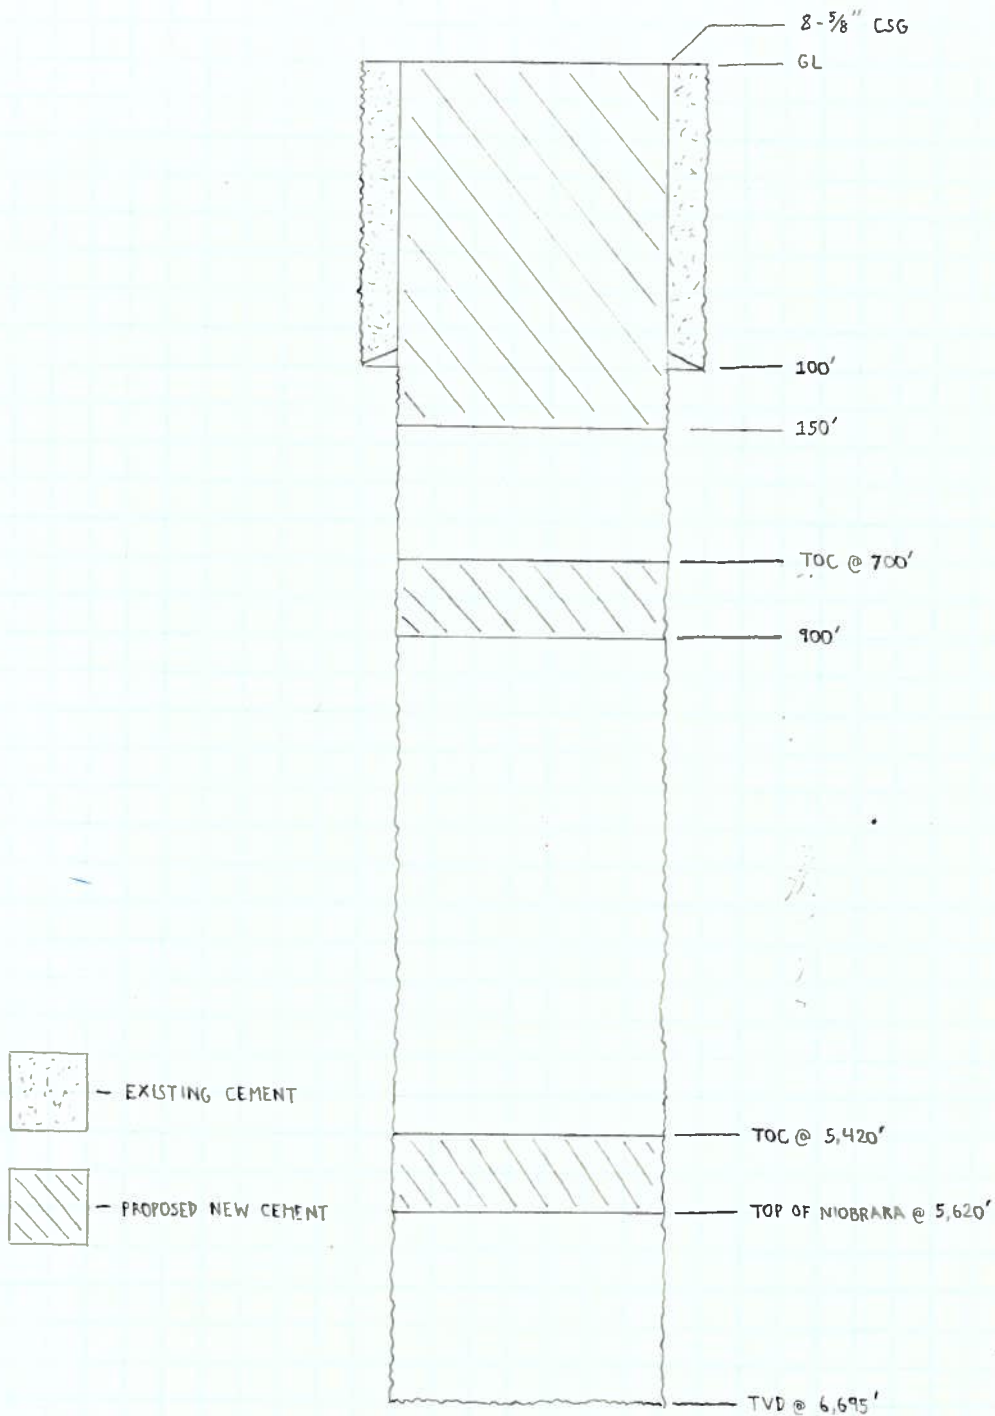 8-5/8" CSG
GL
100'
150'
TOC @ 700'
900'
EXISTING CEMENT
TOC @ 5,420'
PROPOSED NEW CEMENT
TOP OF NIOBRARA @ 5,620'
TVD @ 6,695'